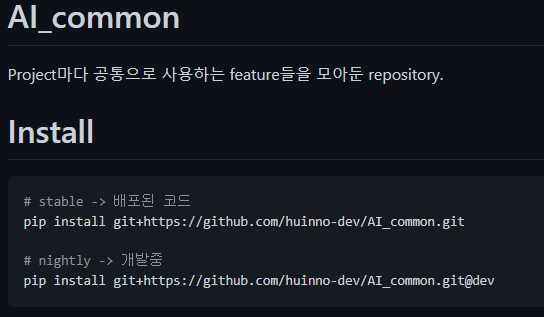 AI_common
Project마다 공통으로 사용하는 feature들을 모아둔 repository.
Install
# stable -> 배포된 코드
pip install git+https://github.com/huinno-dev/AI_common.git
# nightly -> 개발중
pip install git+https://github.com/huinno-dev/AI_common.git@dev